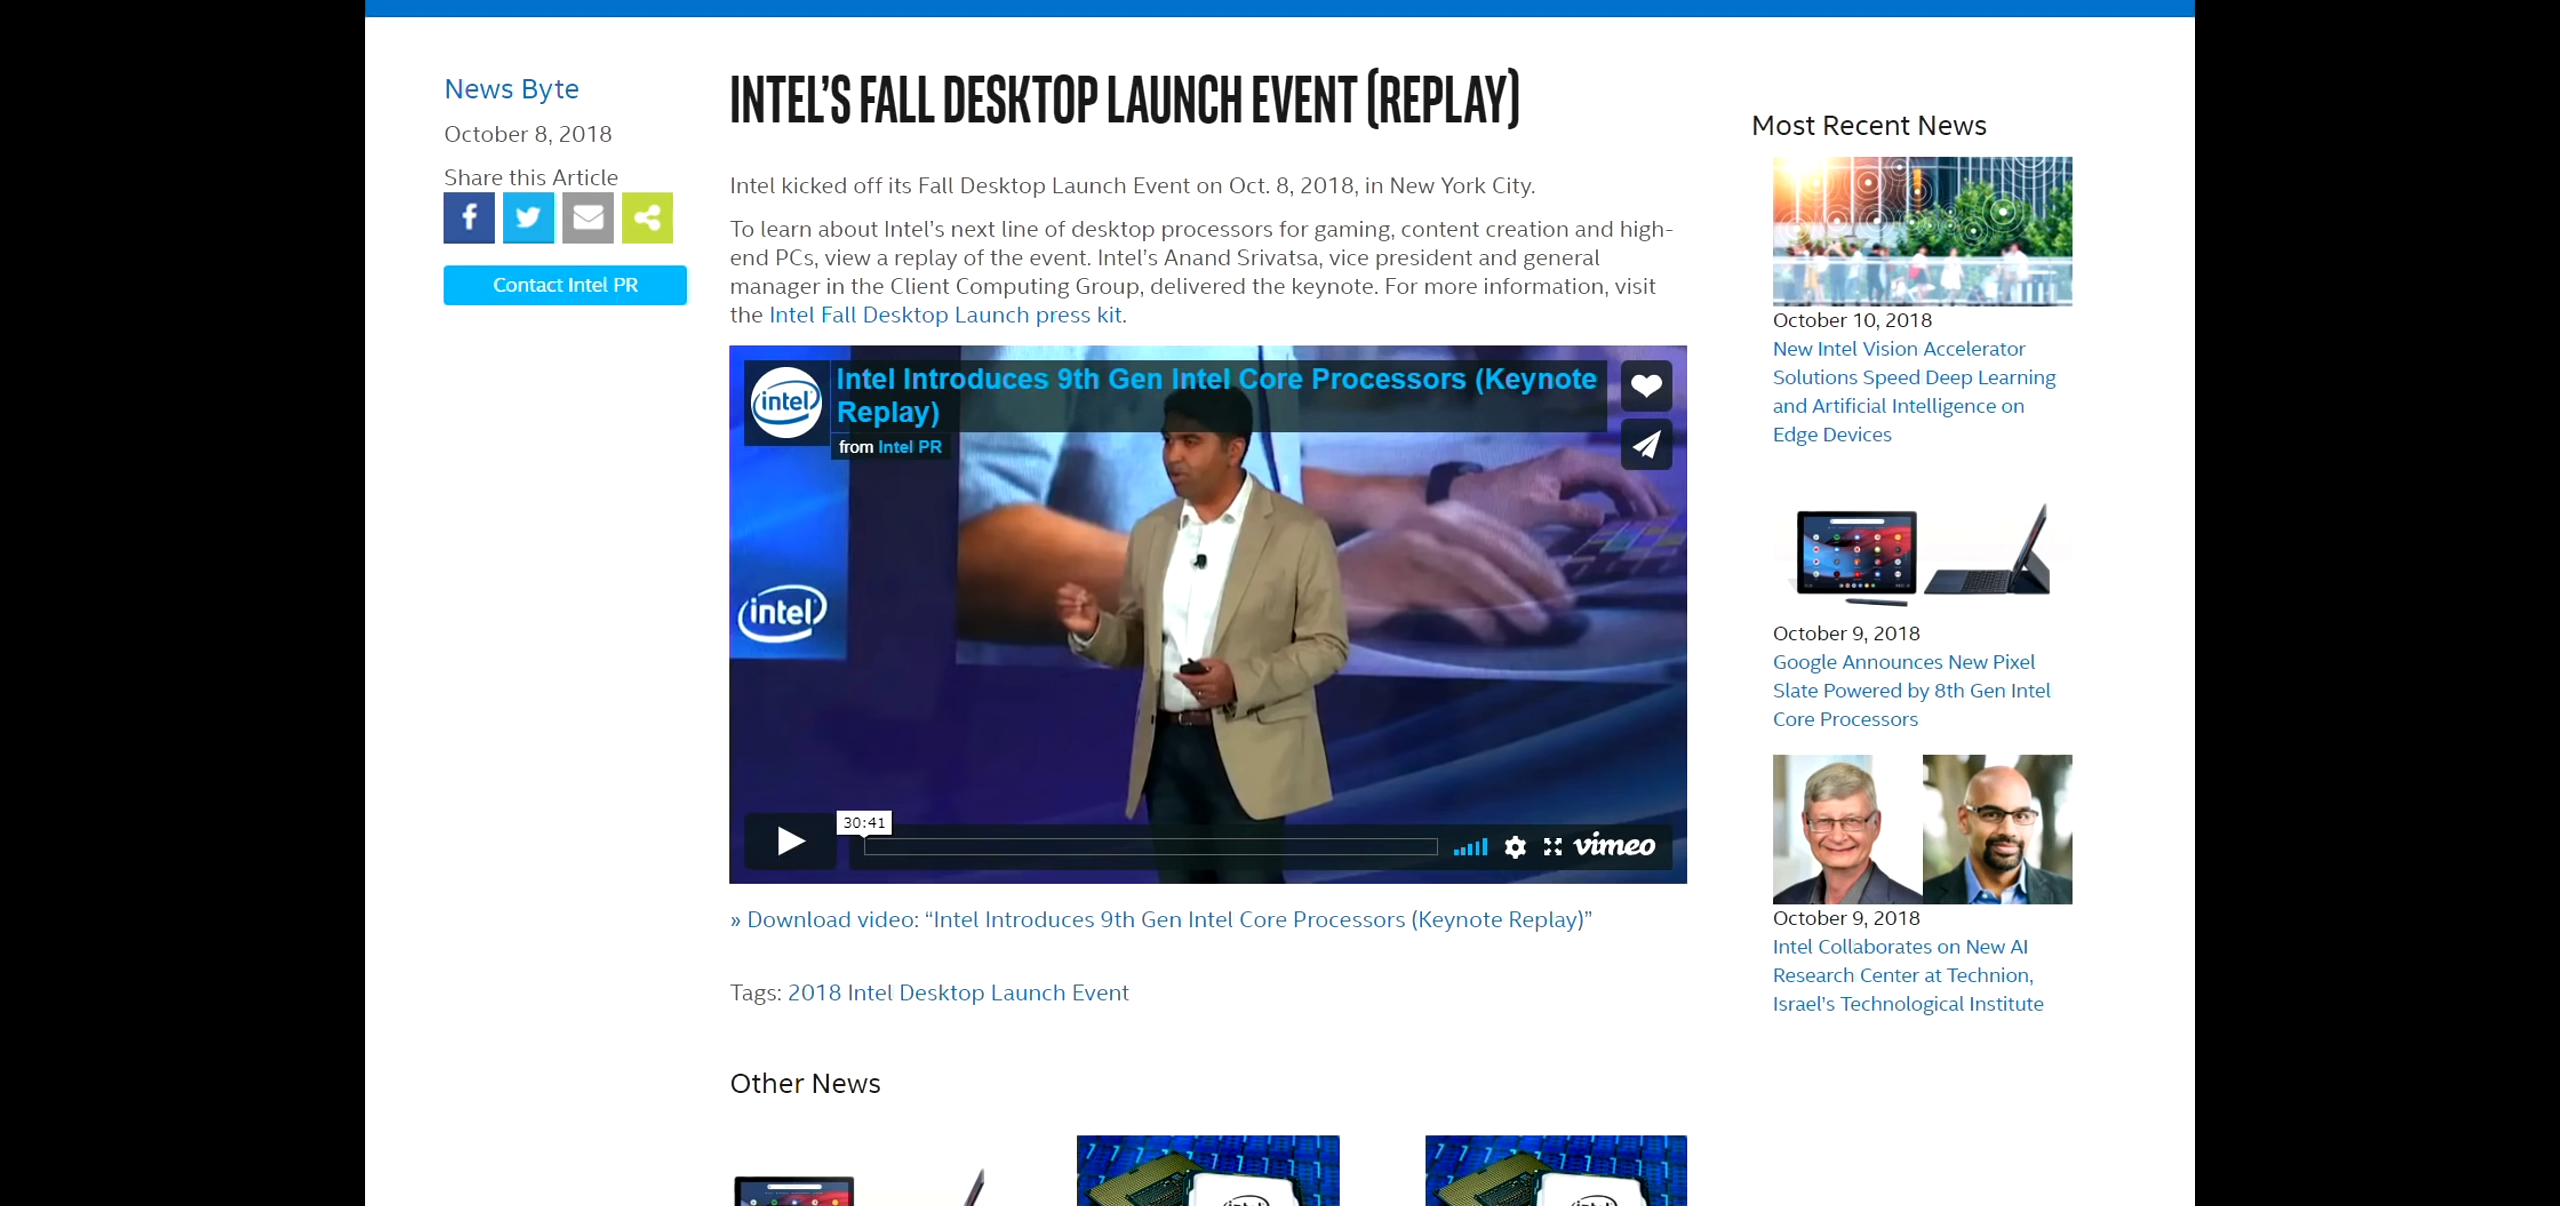 News Byte
October 8, 2018
Share this Article
Contact Intel PR
INTEL’S FALL DESKTOP LAUNCH EVENT (REPLAY)
Intel kicked off its Fall Desktop Launch Event on Oct. 8, 2018, in New York City.
To learn about Intel’s next line of desktop processors for gaming, content creation and high-
end PCs, view a replay of the event. Intel’s Anand Srivatsa, vice president and general
manager in the Client Computing Group, delivered the keynote. For more information, visit
the Intel Fall Desktop Launch press kit.
intel
Intel Introduces 9th Gen Intel Core Processors (Keynote
Replay)
from Intel PR
intel
30:41
vimeo
» Download video: “Intel Introduces 9th Gen Intel Core Processors (Keynote Replay)”
Tags: 2018 Intel Desktop Launch Event
Other News
Most Recent News
October 10, 2018
New Intel Vision Accelerator
Solutions Speed Deep Learning
and Artificial Intelligence on
Edge Devices
October 9, 2018
Google Announces New Pixel
Slate Powered by 8th Gen Intel
Core Processors
October 9, 2018
Intel Collaborates on New AI
Research Center at Technion,
Israel’s Technological Institute